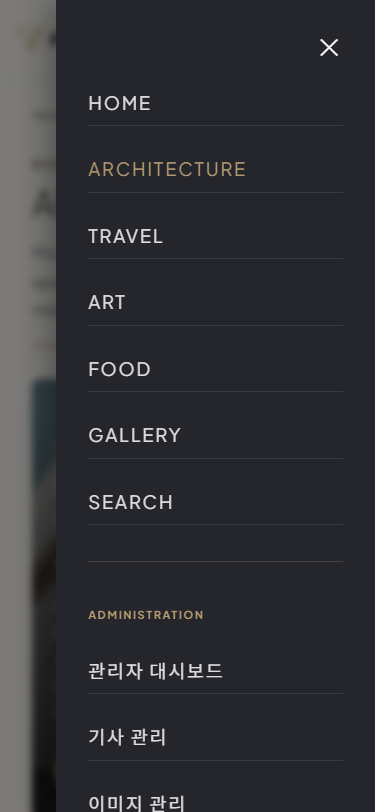 HOME
ARCHITECTURE
TRAVEL
ART
FOOD
GALLERY
SEARCH
ADMINISTRATION
관리자 대시보드
기사 관리
이미지 관리